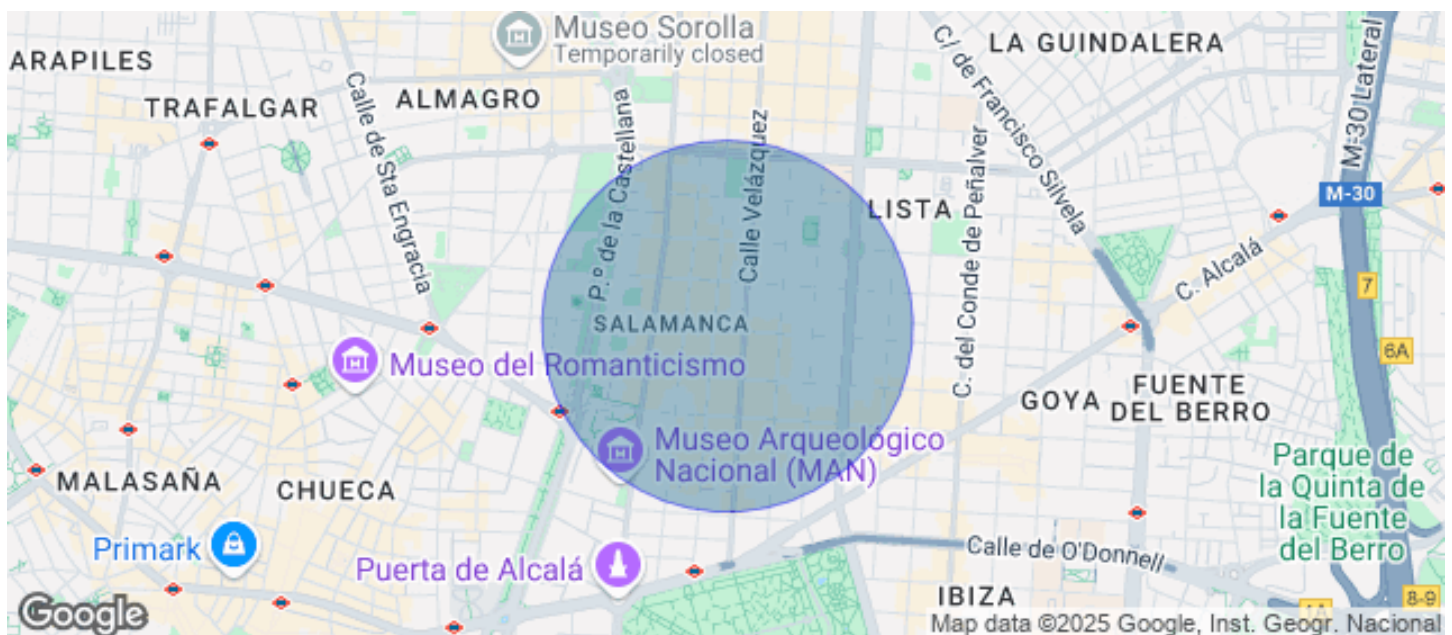 Museo Sorolla
Temporarily closed
ARAPILES
TRAFALGAR
ALMAGRO
LA GUINDALERA
C/ de Francisco Silvela
M-30 Lateral
Calle de Sta Engracia
P.º de la Castellana
Calle Velázquez
C. del Conde de Peñalver
LISTA
M-30
C. Alcalá
7
SALAMANCA
Museo del Romanticismo
6A
GOYA
FUENTE
DEL BERRO
Museo Arqueológico
Nacional (MAN)
MALASAÑA
CHUECA
Parque de
la Quinta de
la Fuente
del Berro
Primark
Puerta de Alcalá
Calle de O'Donnell
IBIZA
8-9
Google
Map data ©2025 Google, Inst. Geogr. Nacional